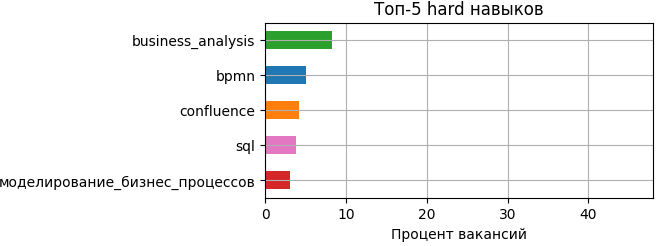 Топ-5 hard навыков
business_analysis
bpmn
confluence
sql
моделирование_бизнес_процессов
0 10 20 30 40
Процент вакансий